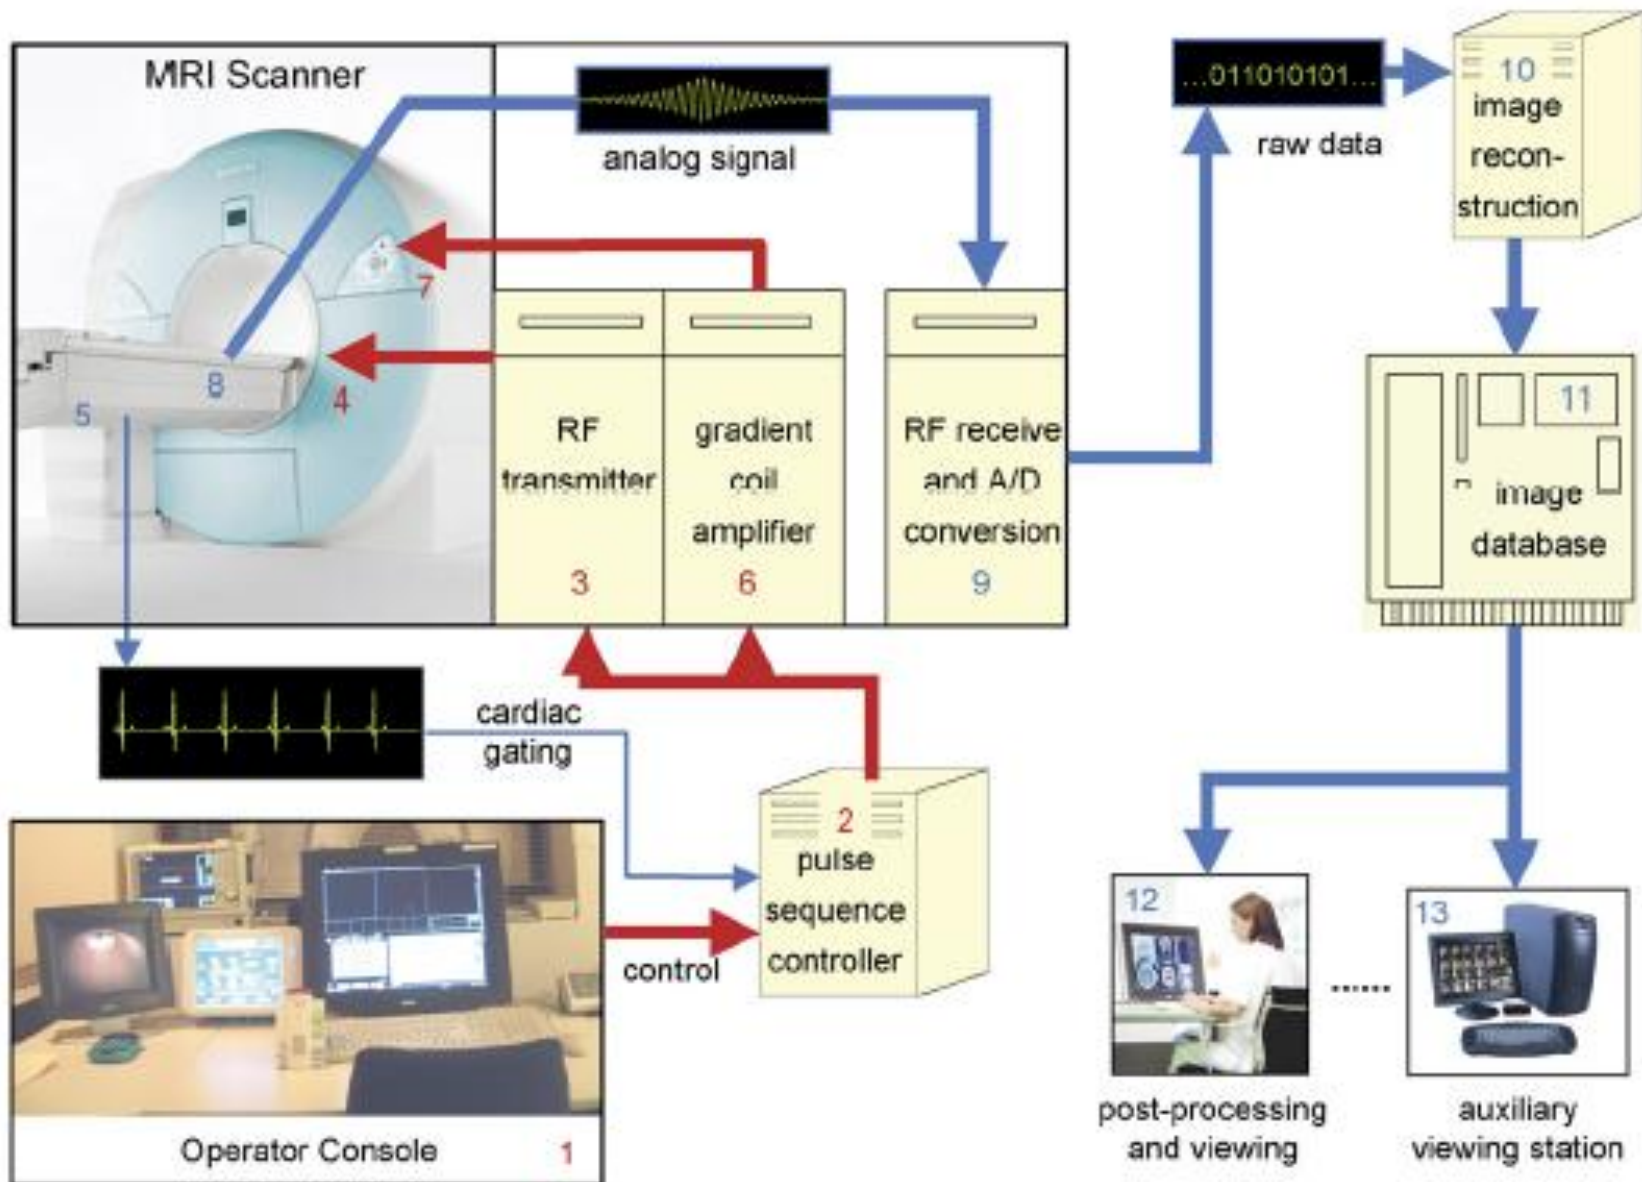 MRI Scanner
analog signal
...011010101...
raw data
10
image
recon-
struction
7
4
8
5
RF
transmitter
3
gradient
coil
amplifier
6
RF receive
and A/D
conversion
9
11
image
database
cardiac
gating
2
pulse
sequence
controller
control
Operator Console 1
12
13
......
post-processing
and viewing
auxiliary
viewing station